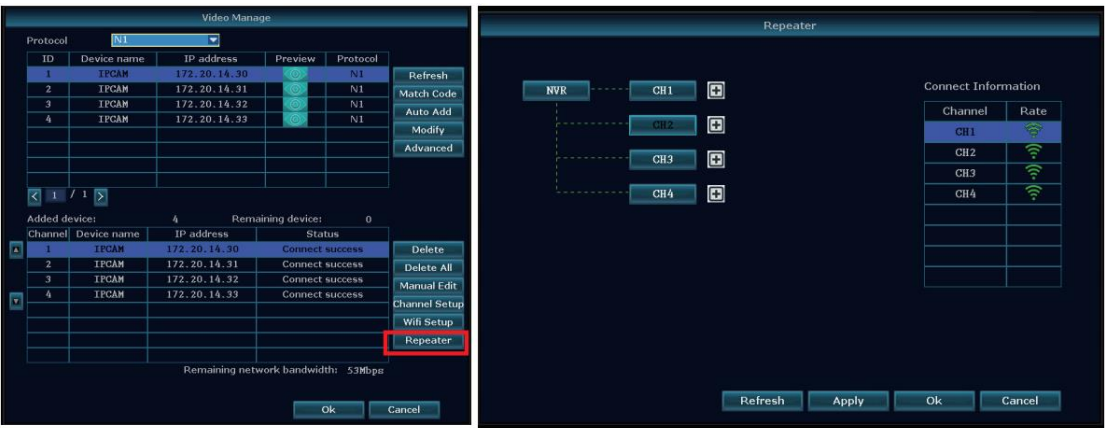 Video Manage
Protocol N1
ID Device name IP address Preview Protocol
1 IPCAM 172.20.14.30 N1 Refresh
2 IPCAM 172.20.14.31 N1 Match Code
3 IPCAM 172.20.14.32 N1 Auto Add
4 IPCAM 172.20.14.33 N1 Modify
Advanced
< 1 / 1 >
Added device: 4 Remaining device: 0
Channel Device name IP address Status
1 IPCAM 172.20.14.30 Connect success Delete
2 IPCAM 172.20.14.31 Connect success Delete All
3 IPCAM 172.20.14.32 Connect success Manual Edit
4 IPCAM 172.20.14.33 Connect success Channel Setup
Wifi Setup
Repeater
Remaining network bandwidth: 53Mbps
Ok Cancel
Repeater
NVR CH1
CH2
CH3
CH4
Connect Information
Channel Rate
CH1
CH2
CH3
CH4
Refresh Apply Ok Cancel